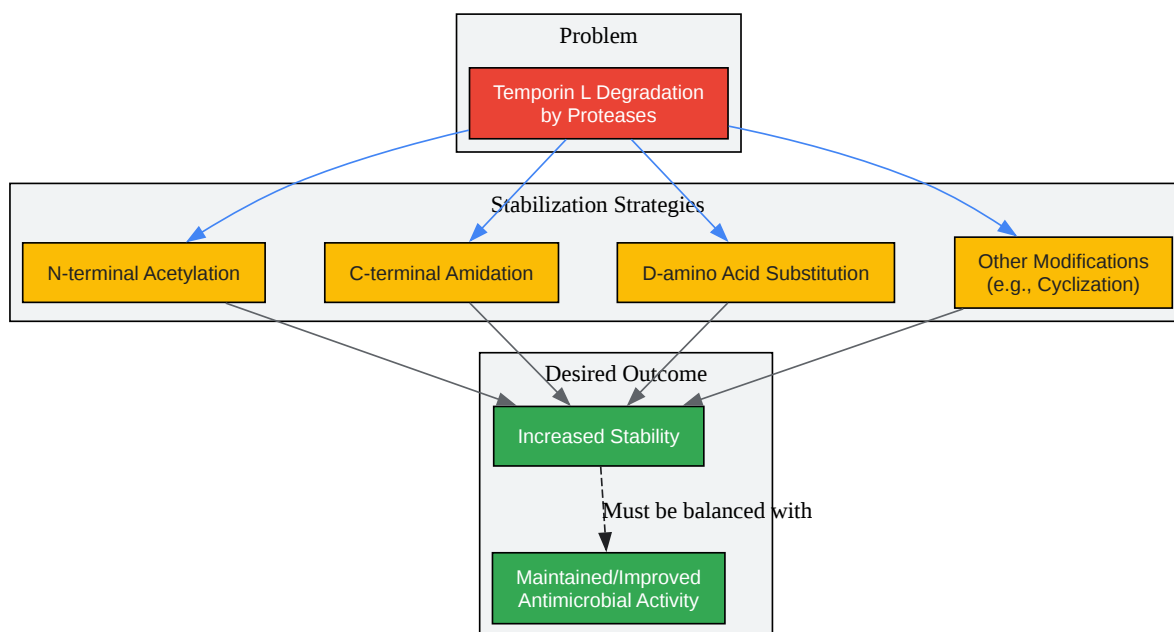 Problem
Temporin L Degradation
by Proteases
Stabilization Strategies
N-terminal Acetylation
C-terminal Amidation
D-amino Acid Substitution
Other Modifications
(e.g., Cyclization)
Desired Outcome
Increased Stability
Must be balanced with
Maintained/Improved
Antimicrobial Activity